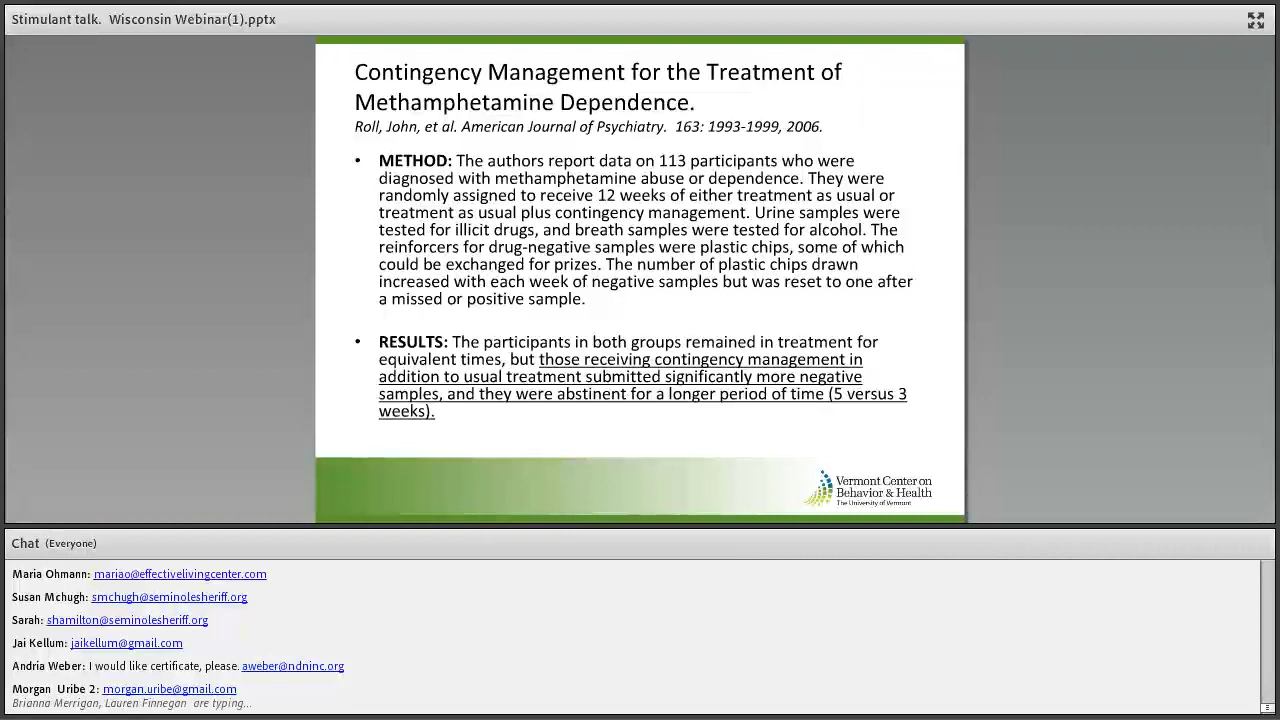 Stimulant talk. Wisconsin Webinar(1).pptx
Contingency Management for the Treatment of
Methamphetamine Dependence.
Roll, John, et al. American Journal of Psychiatry. 163: 1993-1999, 2006.
• METHOD: The authors report data on 113 participants who were
diagnosed with methamphetamine abuse or dependence. They were
randomly assigned to receive 12 weeks of either treatment as usual or
treatment as usual plus contingency management. Urine samples were
tested for illicit drugs, and breath samples were tested for alcohol. The
reinforcers for drug-negative samples were plastic chips, some of which
could be exchanged for prizes. The number of plastic chips drawn
increased with each week of negative samples but was reset to one after
a missed or positive sample.
• RESULTS: The participants in both groups remained in treatment for
equivalent times, but those receiving contingency management in
addition to usual treatment submitted significantly more negative
samples, and they were abstinent for a longer period of time (5 versus 3
weeks).
Vermont Center on
Behavior & Health
The University of Vermont
Chat (Everyone)
Maria Ohmann: mariao@effectivelivingcenter.com
Susan Mchugh: smchugh@seminolesheriff.org
Sarah: shamilton@seminolesheriff.org
Jai Kellum: jaikellum@gmail.com
Andria Weber: I would like certificate, please. aweber@ndninc.org
Morgan Uribe 2: morgan.uribe@gmail.com
Brianna Merrigan, Lauren Finnegan are typing...